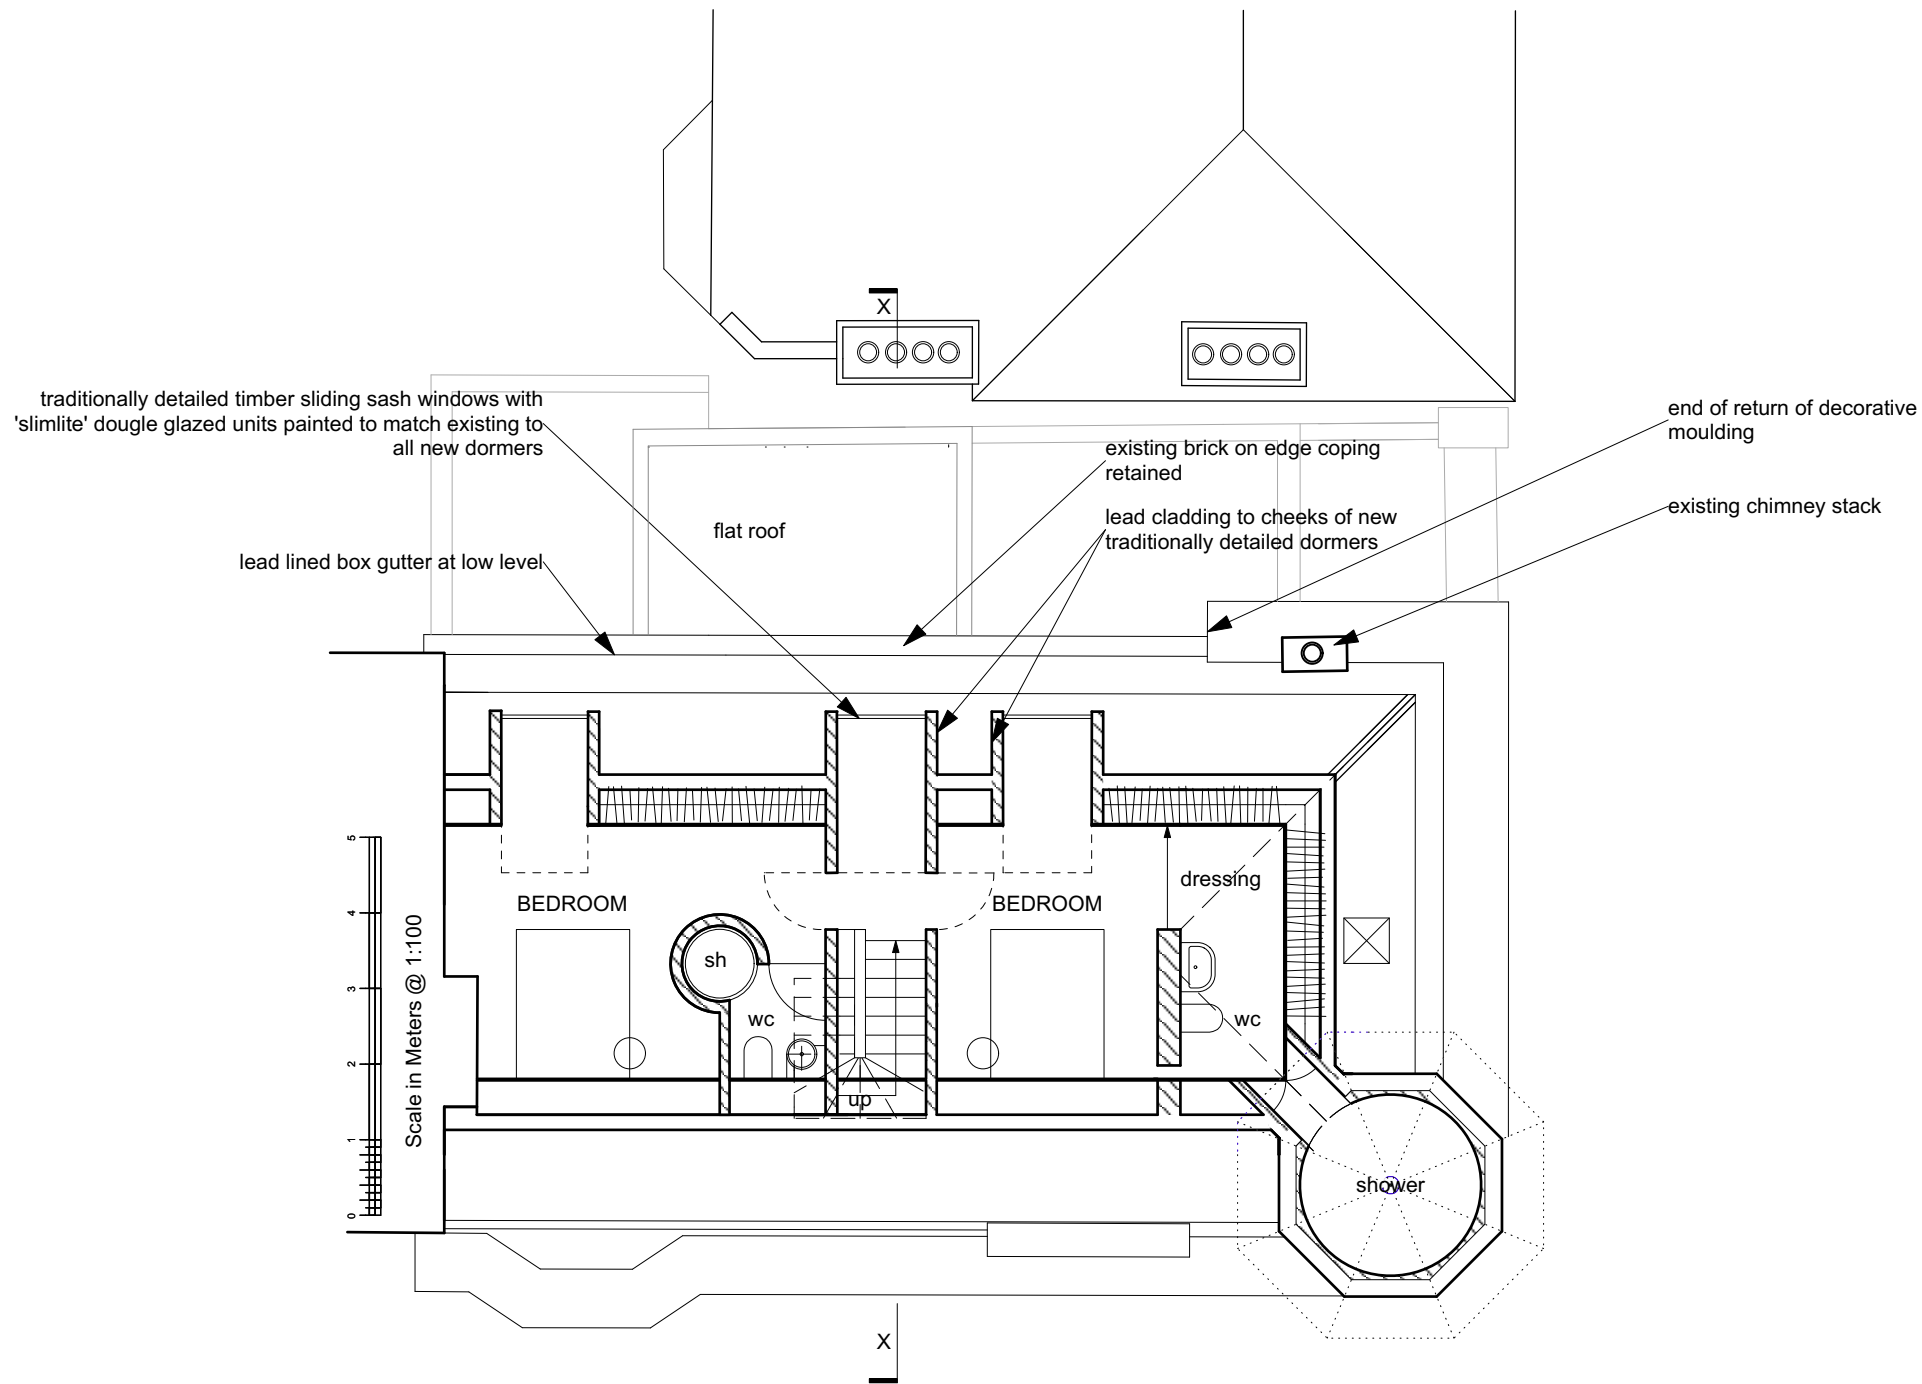 X
traditionally detailed timber sliding sash windows with
'slimlite' dougle glazed units painted to match existing to
all new dormers
lead lined box gutter at low level
flat roof
existing brick on edge coping
retained
lead cladding to cheeks of new
traditionally detailed dormers
end of return of decorative
moulding
existing chimney stack
BEDROOM
BEDROOM
dressing
sh
wc
wc
up
shower
5
4
3
2
1
0
Scale in Meters @ 1:100
X